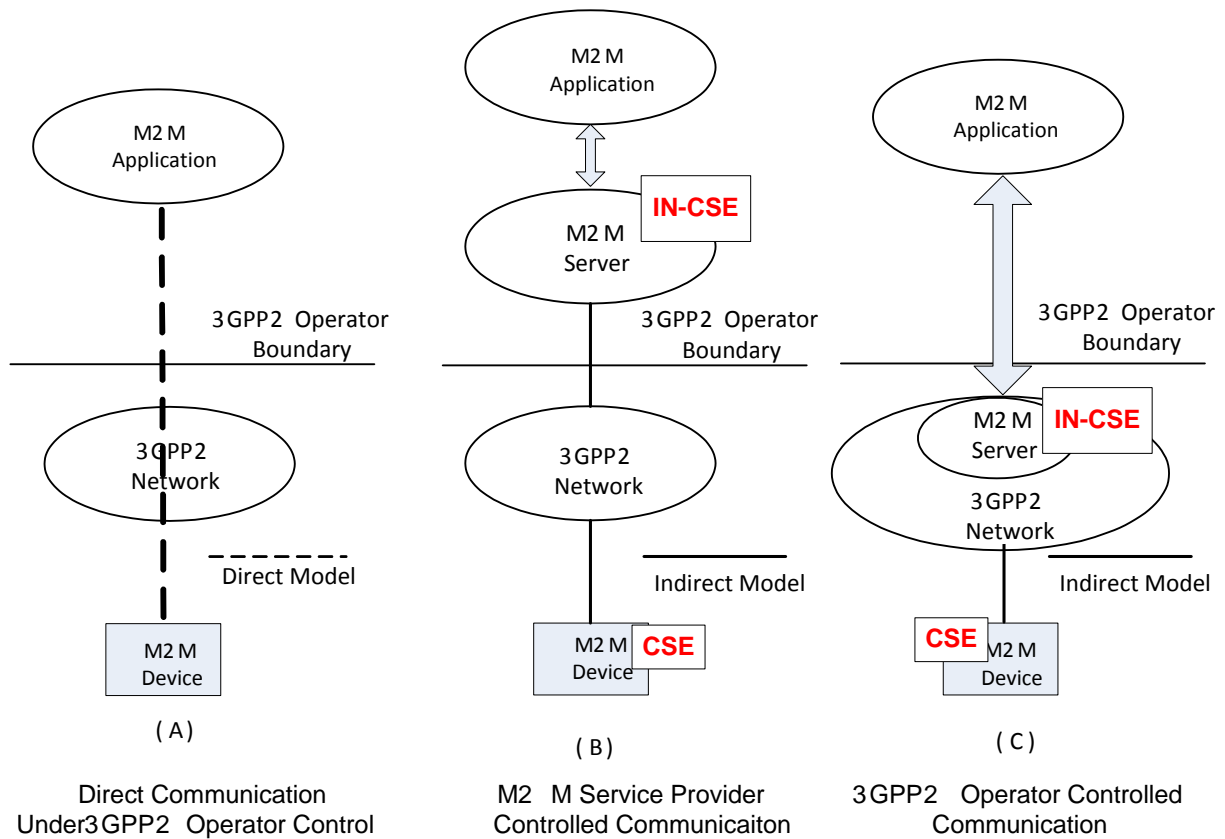 M2 M
Application
3GPP2 Operator
Boundary
3GPP2
Network
Direct Model
M2 M
Device
( A )
Direct Communication
Under3GPP2 Operator Control
M2 M
Application
IN-CSE
M2 M
Server
3GPP2 Operator
Boundary
3GPP2
Network
Indirect Model
M2 M
Device
CSE
( B )
M2 M Service Provider
Controlled Communicaiton
M2 M
Application
3GPP2 Operator
Boundary
M2 M
Server
IN-CSE
3GPP2
Network
Indirect Model
CSE
M2 M
Device
( C )
3GPP2 Operator Controlled
Communication